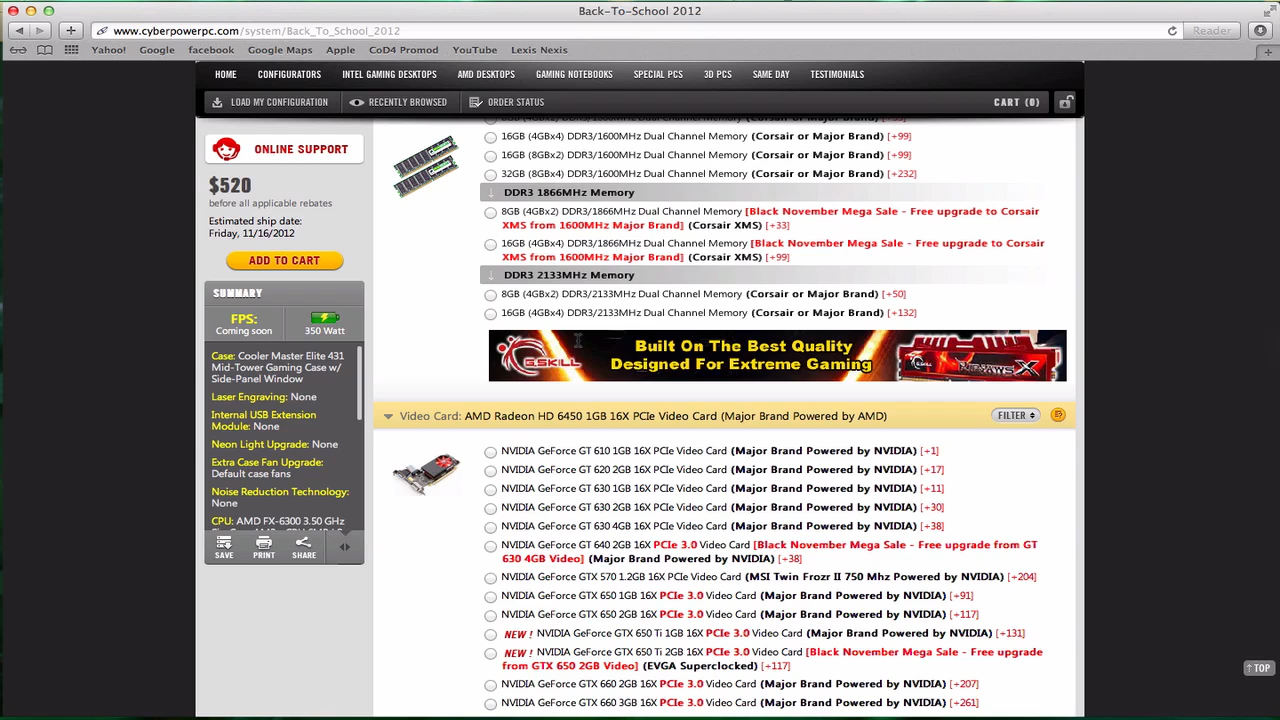 Back-To-School 2012
www.cyberpowerpc.com/system/Back_To_School_2012
Reader
Yahoo! Google facebook Google Maps Apple CoD4 Promod YouTube Lexis Nexis
HOME CONFIGURATORS INTEL GAMING DESKTOPS AMD DESKTOPS GAMING NOTEBOOKS SPECIAL PCS 3D PCS SAME DAY TESTIMONIALS
LOAD MY CONFIGURATION RECENTLY BROWSED ORDER STATUS CART (0)
ONLINE SUPPORT
$520
before all applicable rebates
Estimated ship date:
Friday, 11/16/2012
ADD TO CART
SUMMARY
FPS:
Coming soon
350 Watt
Case: Cooler Master Elite 431
Mid-Tower Gaming Case w/
Side-Panel Window
Laser Engraving: None
Internal USB Extension
Module: None
Neon Light Upgrade: None
Extra Case Fan Upgrade:
Default case fans
Noise Reduction Technology:
None
CPU: AMD FX-6300 3.50 GHz
SAVE PRINT SHARE
16GB (4GBx4) DDR3/1600MHz Dual Channel Memory (Corsair or Major Brand) [+99]
16GB (8GBx2) DDR3/1600MHz Dual Channel Memory (Corsair or Major Brand) [+99]
32GB (8GBx4) DDR3/1600MHz Dual Channel Memory (Corsair or Major Brand) [+232]
DDR3 1866MHz Memory
8GB (4GBx2) DDR3/1866MHz Dual Channel Memory [Black November Mega Sale - Free upgrade to Corsair
XMS from 1600MHz Major Brand] (Corsair XMS) [+33]
16GB (4GBx4) DDR3/1866MHz Dual Channel Memory [Black November Mega Sale - Free upgrade to Corsair
XMS from 1600MHz Major Brand] (Corsair XMS) [+99]
DDR3 2133MHz Memory
8GB (4GBx2) DDR3/2133MHz Dual Channel Memory (Corsair or Major Brand) [+50]
16GB (4GBx4) DDR3/2133MHz Dual Channel Memory (Corsair or Major Brand) [+132]
G.SKILL
Built On The Best Quality
Designed For Extreme Gaming
Video Card: AMD Radeon HD 6450 1GB 16X PCIe Video Card (Major Brand Powered by AMD) FILTER
NVIDIA GeForce GT 610 1GB 16X PCIe Video Card (Major Brand Powered by NVIDIA) [+1]
NVIDIA GeForce GT 620 2GB 16X PCIe Video Card (Major Brand Powered by NVIDIA) [+17]
NVIDIA GeForce GT 630 1GB 16X PCIe Video Card (Major Brand Powered by NVIDIA) [+11]
NVIDIA GeForce GT 630 2GB 16X PCIe Video Card (Major Brand Powered by NVIDIA) [+30]
NVIDIA GeForce GT 630 4GB 16X PCIe Video Card (Major Brand Powered by NVIDIA) [+38]
NVIDIA GeForce GT 640 2GB 16X PCIe 3.0 Video Card [Black November Mega Sale - Free upgrade from GT
630 4GB Video] (Major Brand Powered by NVIDIA) [+38]
NVIDIA GeForce GTX 570 1.2GB 16X PCIe Video Card (MSI Twin Frozr II 750 Mhz Powered by NVIDIA) [+204]
NVIDIA GeForce GTX 650 1GB 16X PCIe 3.0 Video Card (Major Brand Powered by NVIDIA) [+91]
NVIDIA GeForce GTX 650 2GB 16X PCIe 3.0 Video Card (Major Brand Powered by NVIDIA) [+117]
NEW ! NVIDIA GeForce GTX 650 Ti 1GB 16X PCIe 3.0 Video Card (Major Brand Powered by NVIDIA) [+131]
NEW ! NVIDIA GeForce GTX 650 Ti 2GB 16X PCIe 3.0 Video Card [Black November Mega Sale - Free upgrade
from GTX 650 2GB Video] (EVGA Superclocked) [+117]
NVIDIA GeForce GTX 660 2GB 16X PCIe 3.0 Video Card (Major Brand Powered by NVIDIA) [+207]
NVIDIA GeForce GTX 660 3GB 16X PCIe 3.0 Video Card (Major Brand Powered by NVIDIA) [+261]
↑TOP